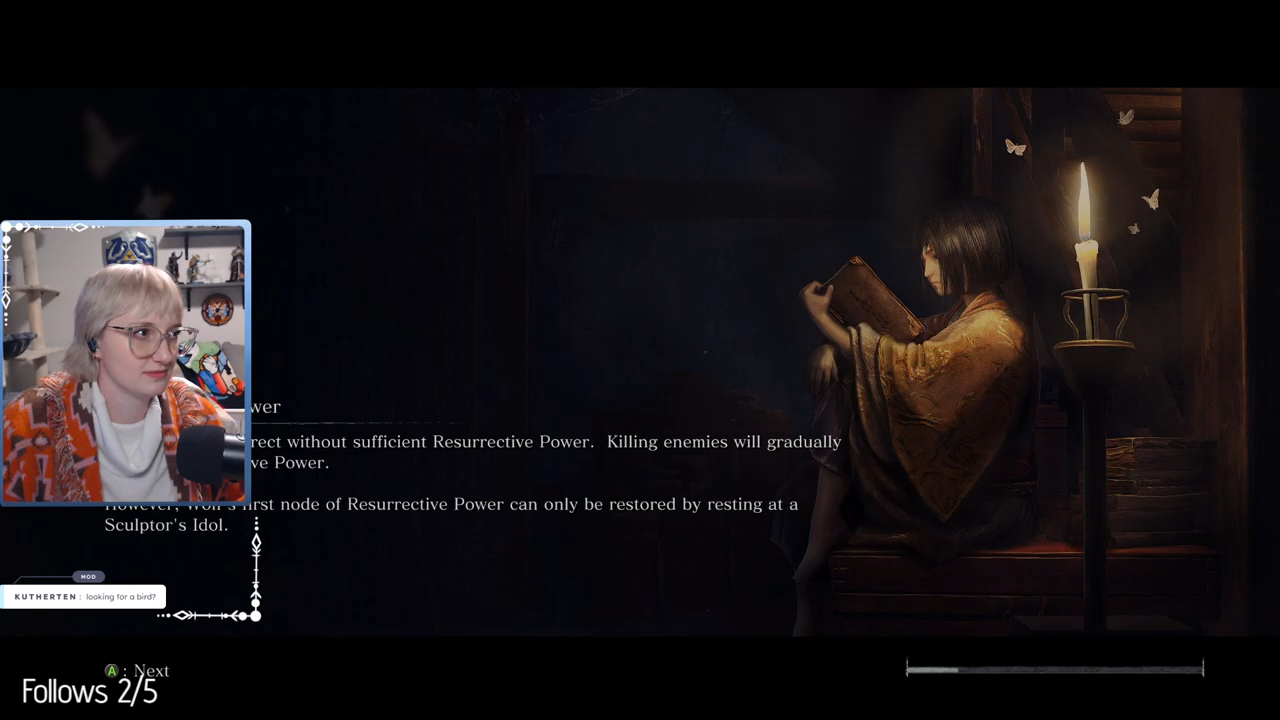 wer
rect without sufficient Resurrective Power.  Killing enemies will gradually
ve Power.
However, Wolf's first node of Resurrective Power can only be restored by resting at a
Sculptor's Idol.
MOD
KUTHERTEN : looking for a bird?
A : Next
Follows 2/5